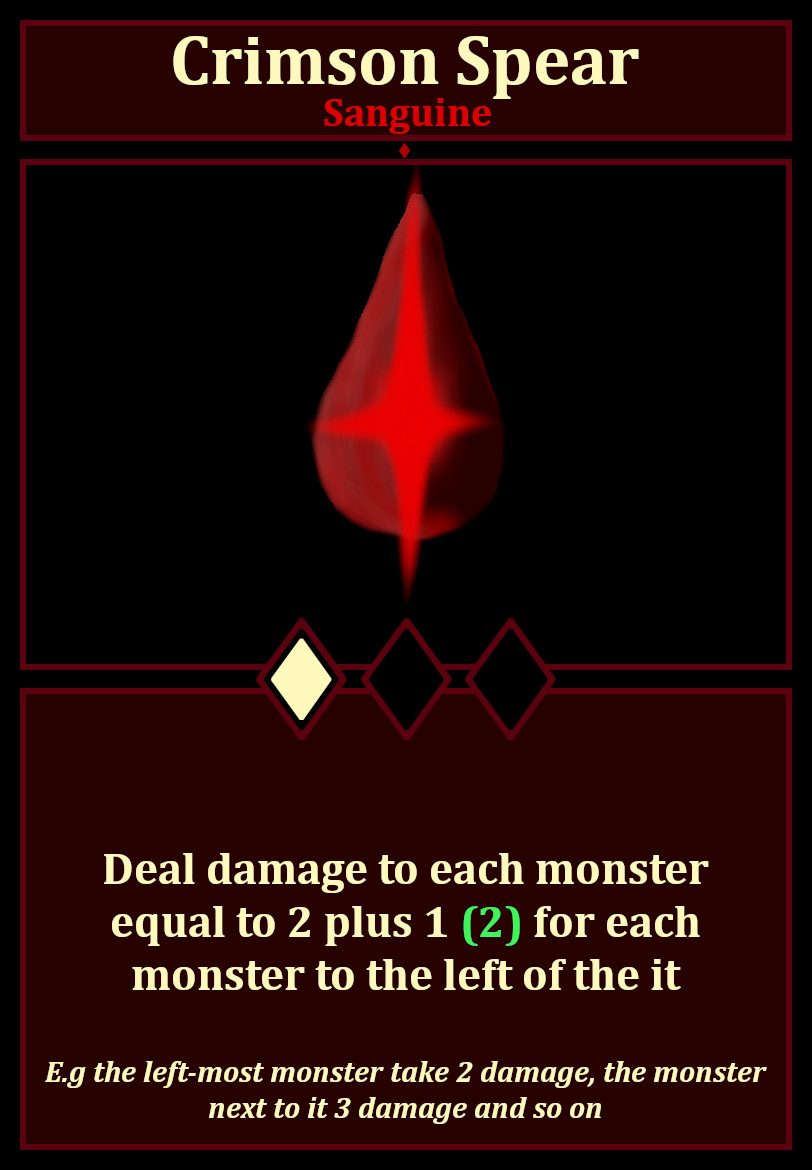 Crimson Spear
Sanguine
Deal damage to each monster
equal to 2 plus 1 (2) for each
monster to the left of the it
E.g the left-most monster take 2 damage, the monster
next to it 3 damage and so on